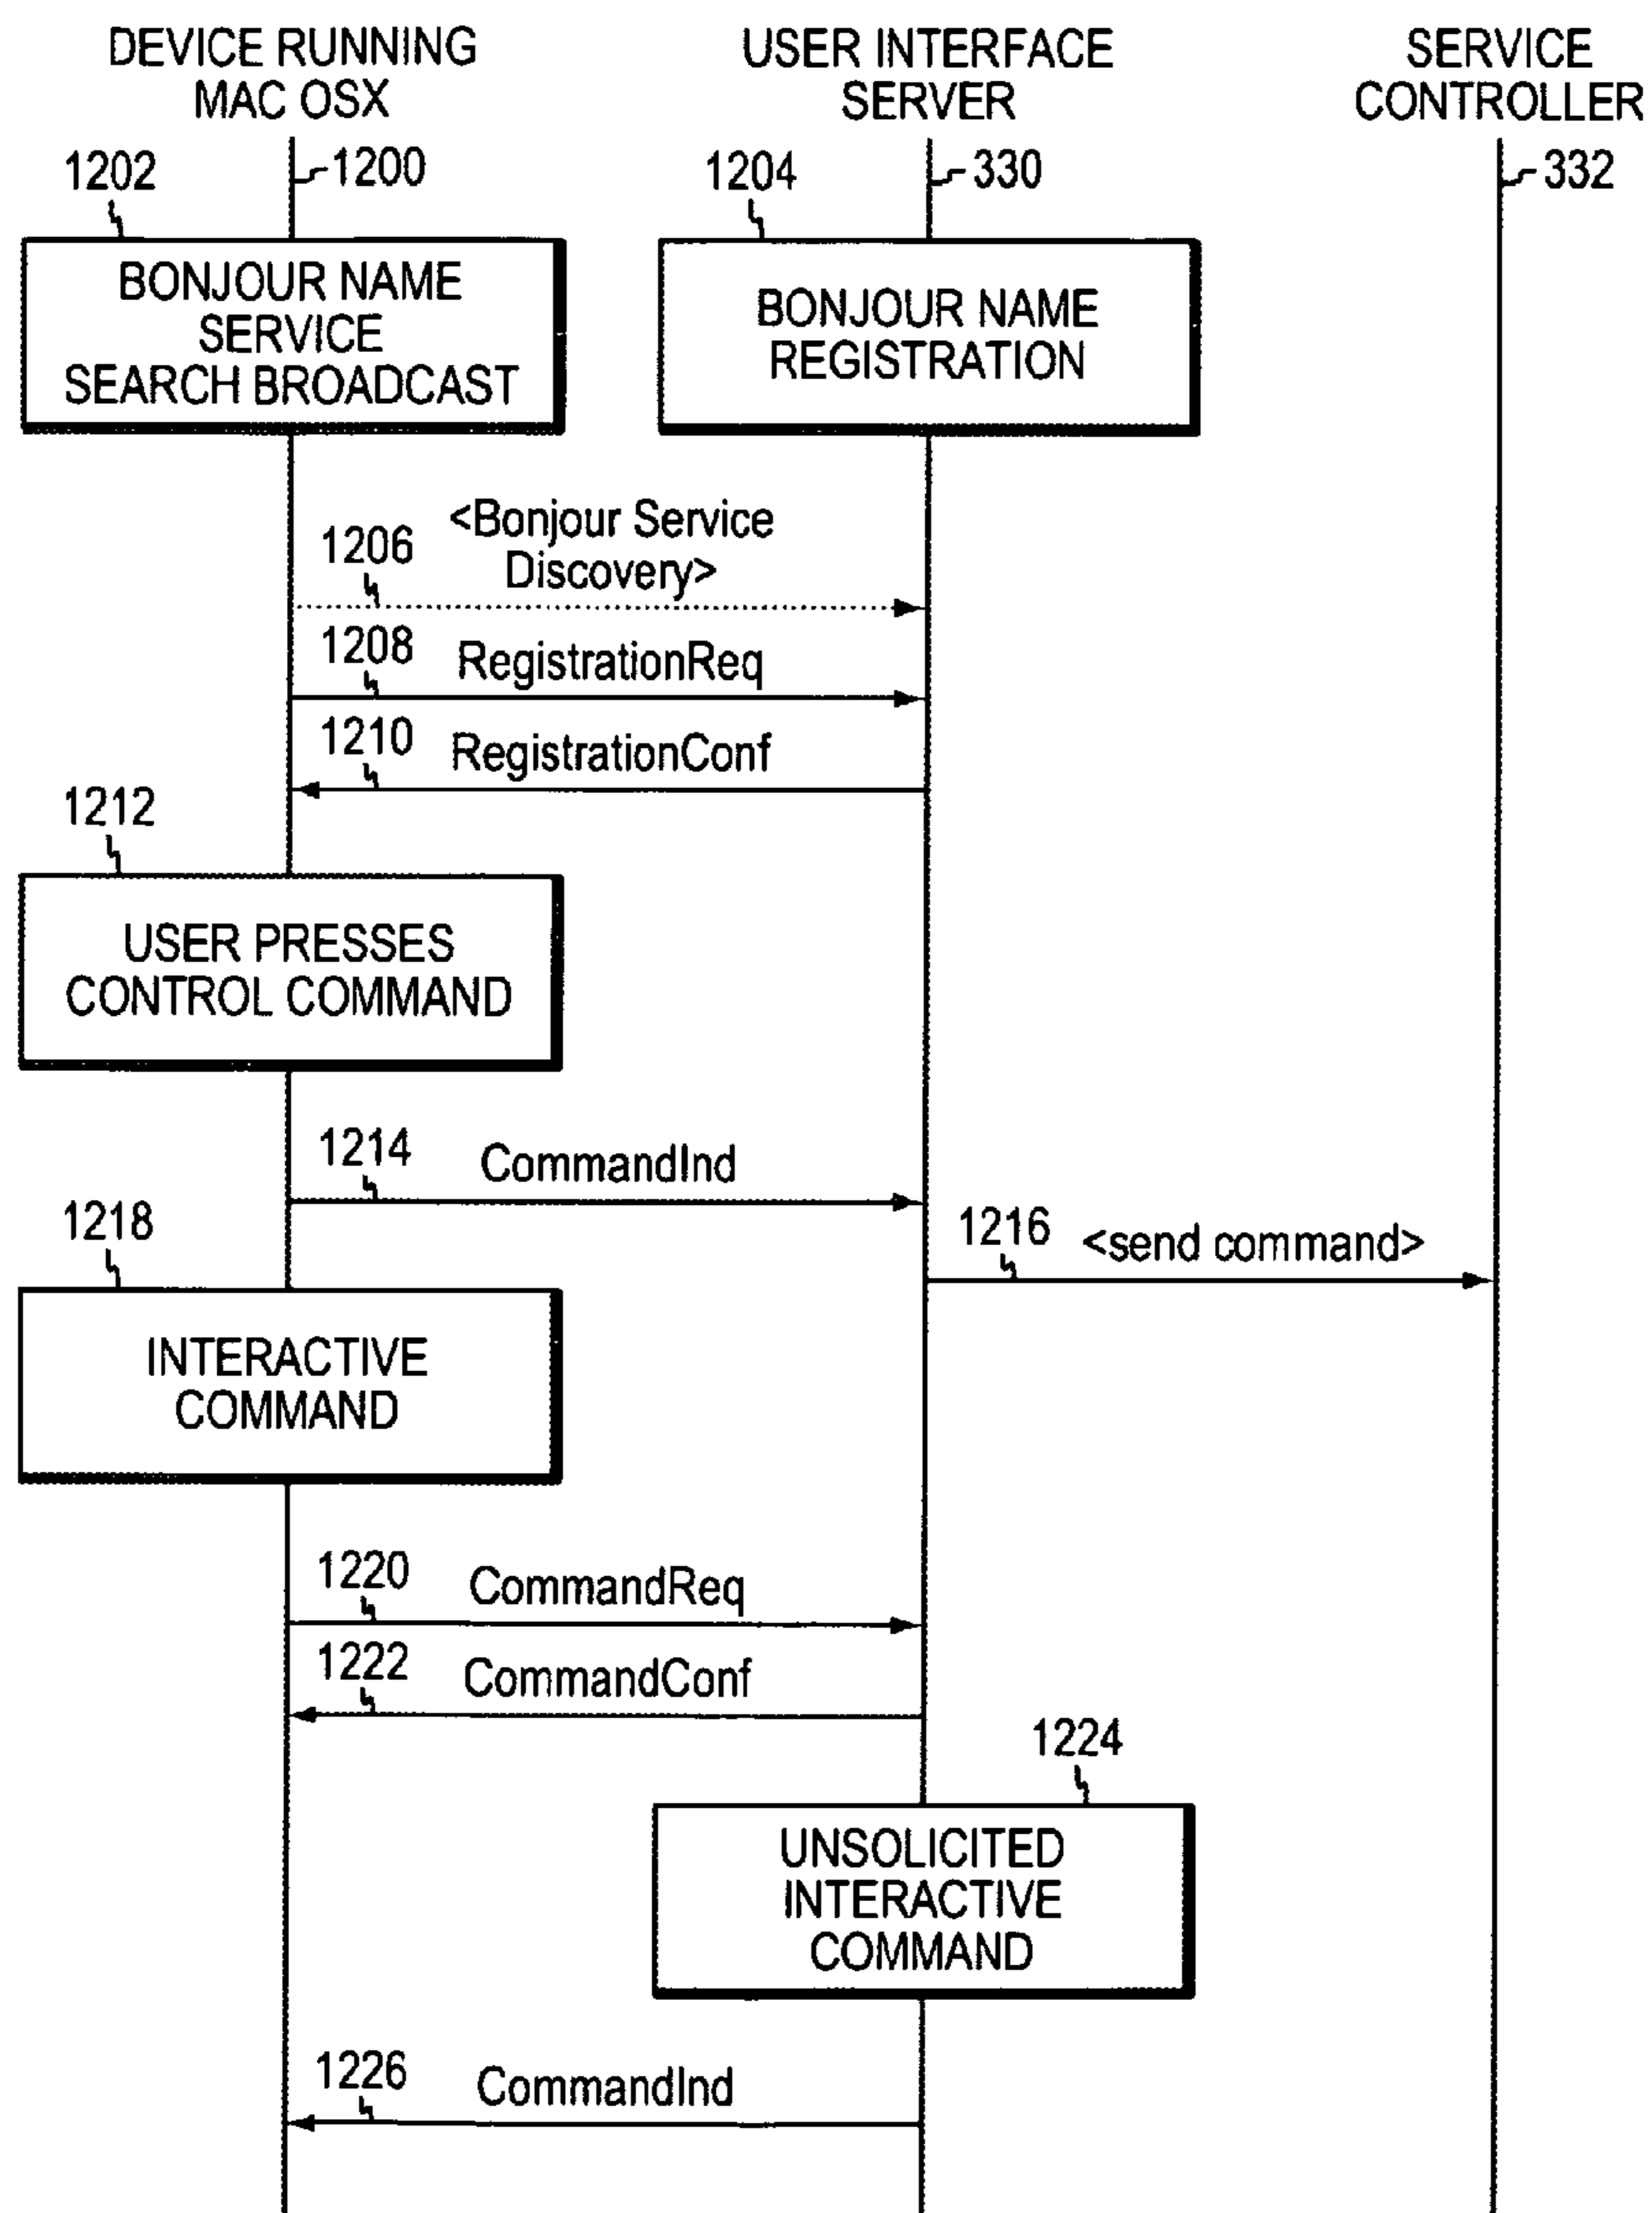 DEVICE RUNNING
MAC OSX
USER INTERFACE
SERVER
SERVICE
CONTROLLER
1202
1200
1204
330
332
BONJOUR NAME
SERVICE
SEARCH BROADCAST
BONJOUR NAME
REGISTRATION
<Bonjour Service
Discovery>
1206
1208
RegistrationReq
1210
RegistrationConf
1212
USER PRESSES
CONTROL COMMAND
1214
CommandInd
1216
<send command>
1218
INTERACTIVE
COMMAND
1220
CommandReq
1222
CommandConf
1224
UNSOLICITED
INTERACTIVE
COMMAND
1226
CommandInd